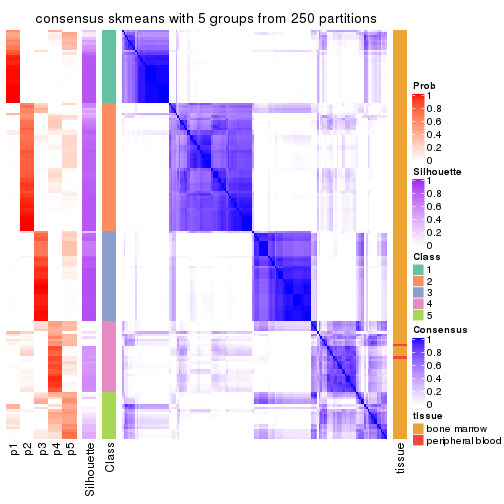 consensus skmeans with 5 groups from 250 partitions
p1
p2
p3
p4
p5
Silhouette
Class
tissue
Prob
1
0.8
0.6
0.4
0.2
0
Silhouette
1
0.8
0.6
0.4
0.2
0
Class
1
2
3
4
5
Consensus
1
0.8
0.6
0.4
0.2
0
tissue
bone marrow
peripheral blood